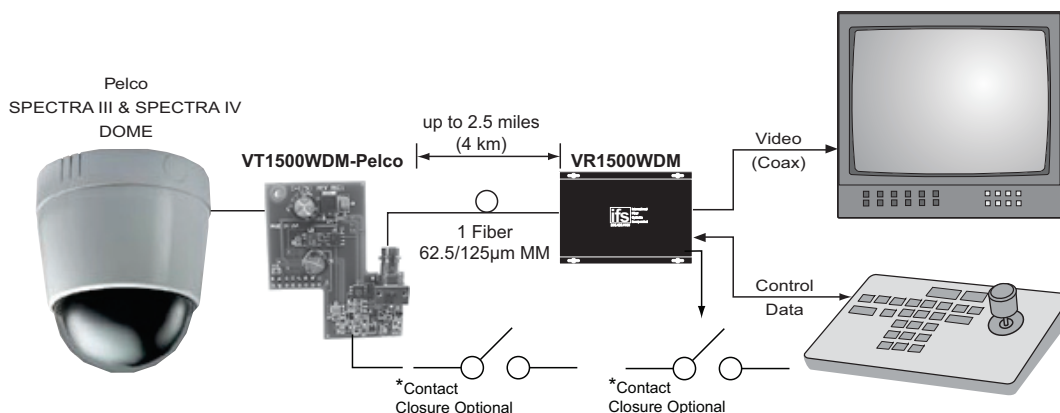 Pelco
SPECTRA III & SPECTRA IV
DOME
VT1500WDM-Pelco
up to 2.5 miles
(4 km)
VR1500WDM
1 Fiber
62.5/125µm MM
ifs
Video
(Coax)
Control
Data
*Contact
Closure Optional
*Contact
Closure Optional